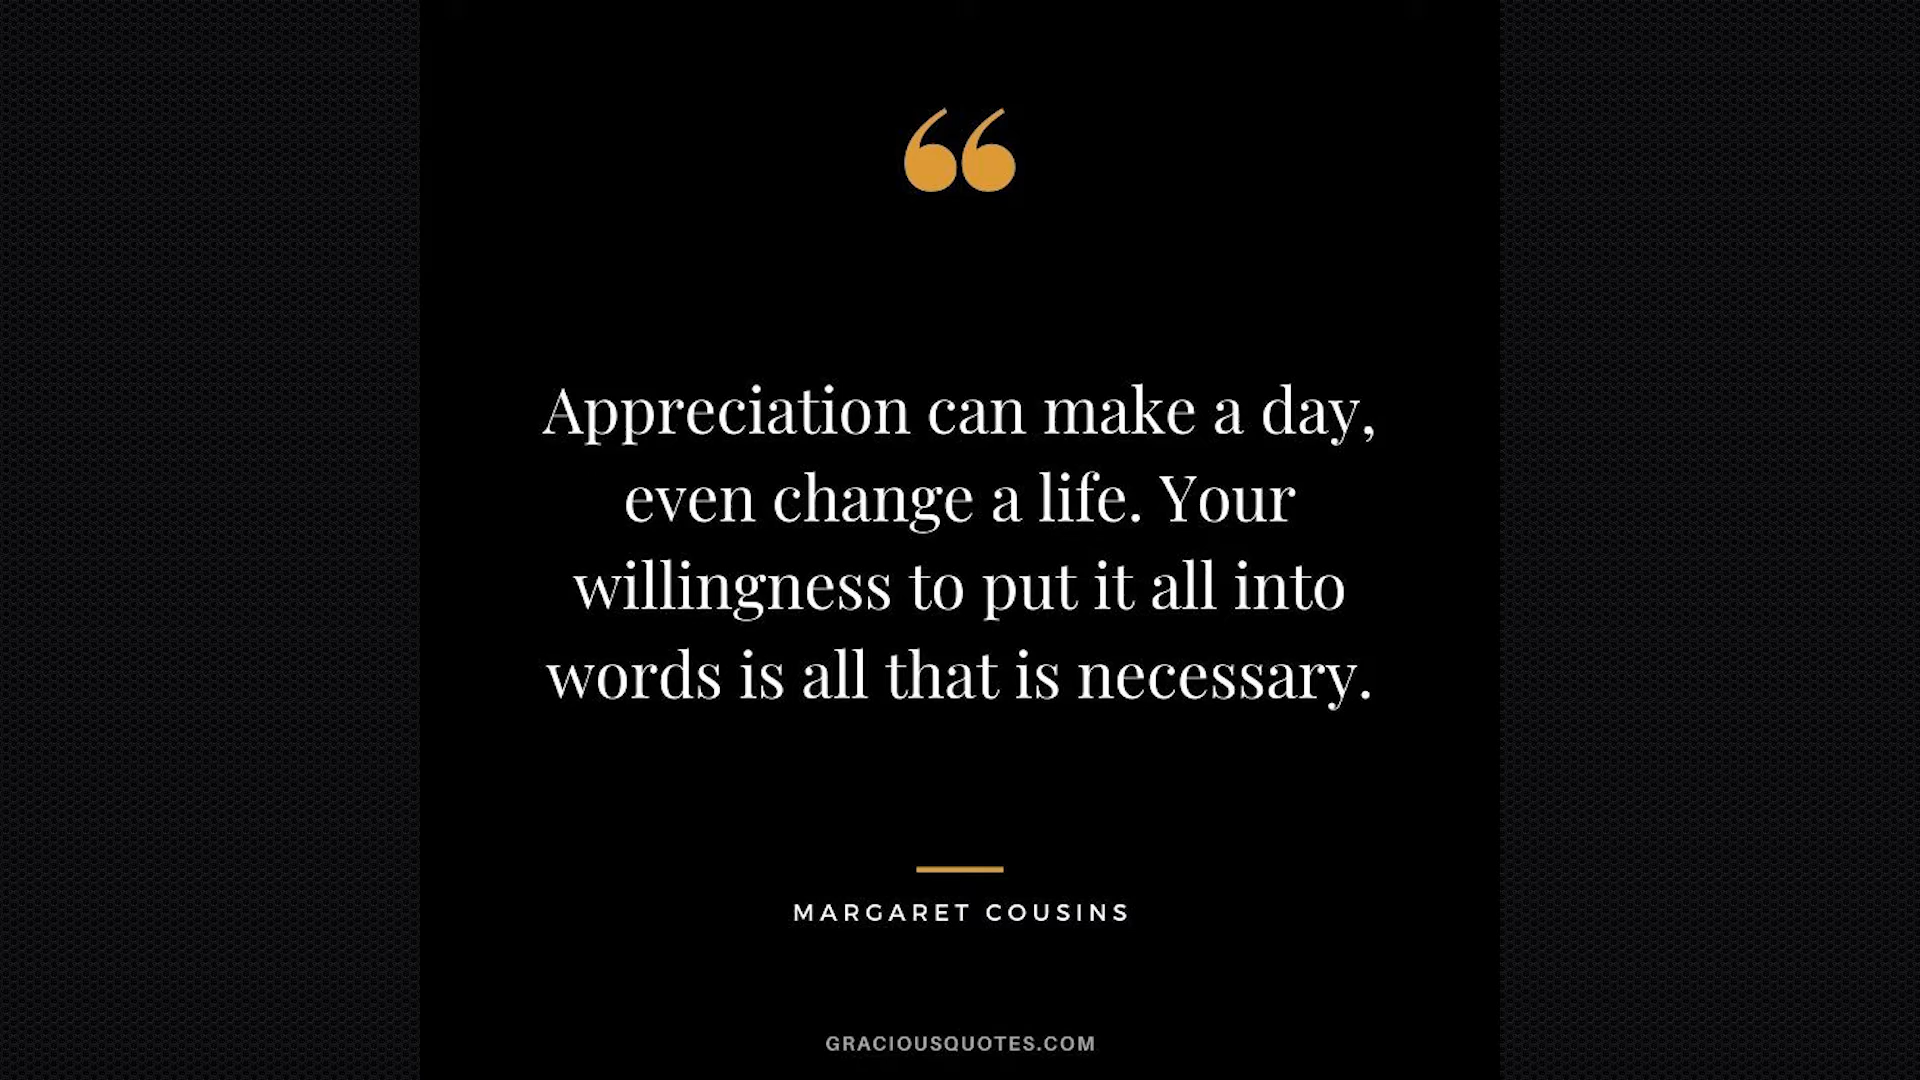 “
Appreciation can make a day,
even change a life. Your
willingness to put it all into
words is all that is necessary.
MARGARET COUSINS
GRACIOUSQUOTES.COM